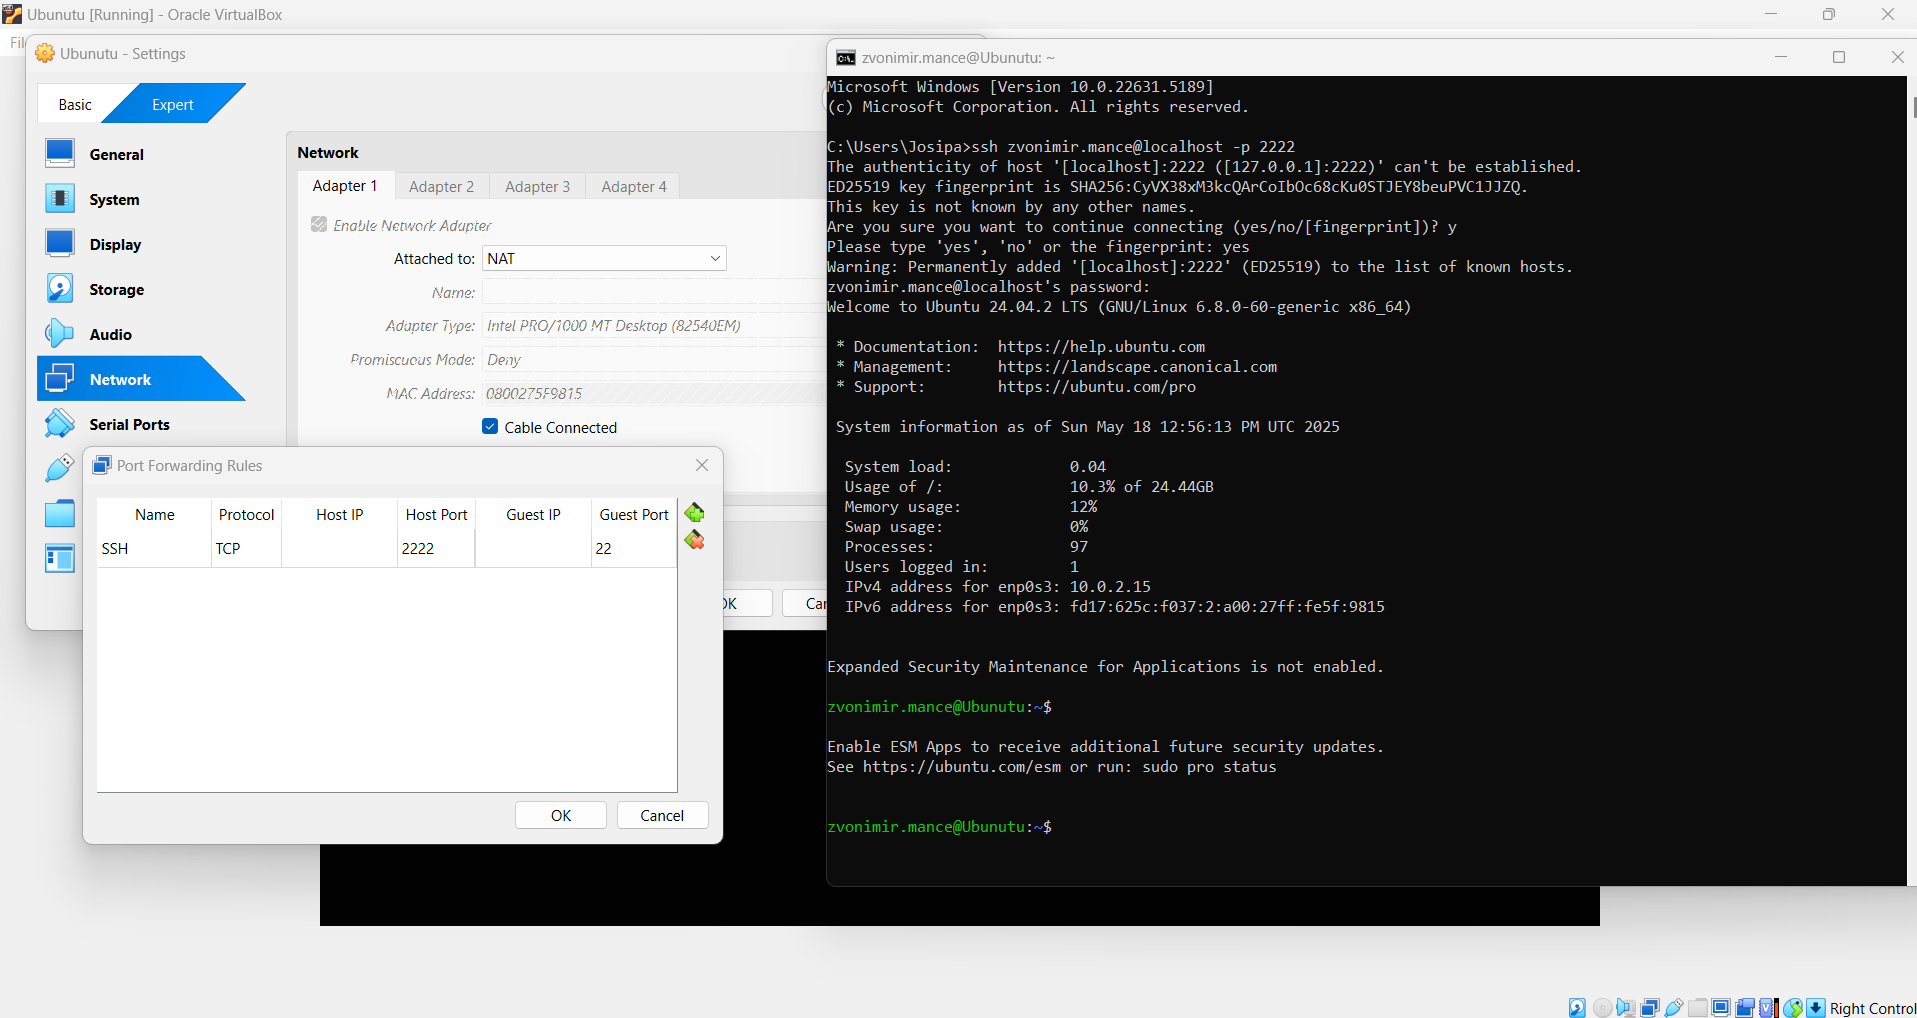 Ubunutu [Running] - Oracle VirtualBox
Ubunutu - Settings
Basic
Expert
General
System
Display
Storage
Audio
Network
Serial Ports
Network
Adapter 1
Adapter 2
Adapter 3
Adapter 4
Enable Network Adapter
Attached to: NAT
Name:
Adapter Type: Intel PRO/1000 MT Desktop (82540EM)
Promiscuous Mode: Deny
MAC Address: 0800275F9815
Cable Connected
Port Forwarding Rules
Name Protocol Host IP Host Port Guest IP Guest Port
SSH TCP 2222 22
OK Cancel
zvonimir.mance@Ubunutu: ~
Microsoft Windows [Version 10.0.22631.5189]
(c) Microsoft Corporation. All rights reserved.
C:\Users\Josipa>ssh zvonimir.mance@localhost -p 2222
The authenticity of host '[localhost]:2222 ([127.0.0.1]:2222)' can't be established.
ED25519 key fingerprint is SHA256:CyVX38xM3kcQArCoIbOc68cKu0STJEY8beuPVC1JJZQ.
This key is not known by any other names.
Are you sure you want to continue connecting (yes/no/[fingerprint])? y
Please type 'yes', 'no' or the fingerprint: yes
Warning: Permanently added '[localhost]:2222' (ED25519) to the list of known hosts.
zvonimir.mance@localhost's password:
Welcome to Ubuntu 24.04.2 LTS (GNU/Linux 6.8.0-60-generic x86_64)
* Documentation: https://help.ubuntu.com
* Management: https://landscape.canonical.com
* Support: https://ubuntu.com/pro
System information as of Sun May 18 12:56:13 PM UTC 2025
System load: 0.04
Usage of /: 10.3% of 24.44GB
Memory usage: 12%
Swap usage: 0%
Processes: 97
Users logged in: 1
IPv4 address for enp0s3: 10.0.2.15
IPv6 address for enp0s3: fd17:625c:f037:2:a00:27ff:fe5f:9815
Expanded Security Maintenance for Applications is not enabled.
zvonimir.mance@Ubunutu:~$
Enable ESM Apps to receive additional future security updates.
See https://ubuntu.com/esm or run: sudo pro status
zvonimir.mance@Ubunutu:~$
Right Control